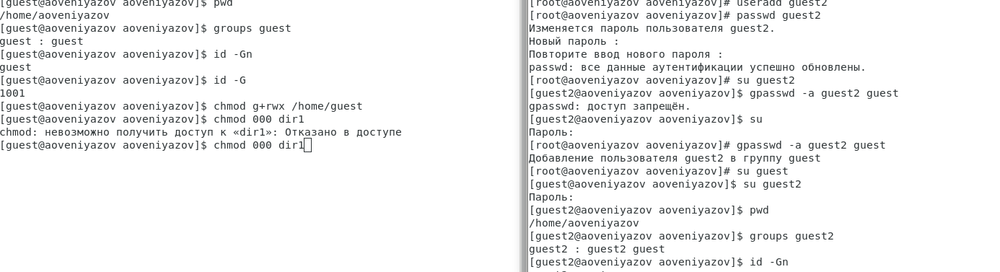 [guest@aoveniyazov aoveniyazov]$ pwd
/home/aoveniyazov
[guest@aoveniyazov aoveniyazov]$ groups guest
guest : guest
[guest@aoveniyazov aoveniyazov]$ id -Gn
guest
[guest@aoveniyazov aoveniyazov]$ id -G
1001
[guest@aoveniyazov aoveniyazov]$ chmod g+rwx /home/guest
[guest@aoveniyazov aoveniyazov]$ chmod 000 dir1
chmod: невозможно получить доступ к «dir1»: Отказано в доступе
[guest@aoveniyazov aoveniyazov]$ chmod 000 dir1
[root@aoveniyazov aoveniyazov]# useradd guest2
[root@aoveniyazov aoveniyazov]# passwd guest2
Изменяется пароль пользователя guest2.
Новый пароль :
Повторите ввод нового пароля :
passwd: все данные аутентификации успешно обновлены.
[root@aoveniyazov aoveniyazov]# su guest2
[guest2@aoveniyazov aoveniyazov]$ gpasswd -a guest2 guest
gpasswd: доступ запрещён.
[guest2@aoveniyazov aoveniyazov]$ su
Пароль:
[root@aoveniyazov aoveniyazov]# gpasswd -a guest2 guest
Добавление пользователя guest2 в группу guest
[root@aoveniyazov aoveniyazov]# su guest
[guest@aoveniyazov aoveniyazov]$ su guest2
Пароль:
[guest2@aoveniyazov aoveniyazov]$ pwd
/home/aoveniyazov
[guest2@aoveniyazov aoveniyazov]$ groups guest2
guest2 : guest2 guest
[guest2@aoveniyazov aoveniyazov]$ id -Gn